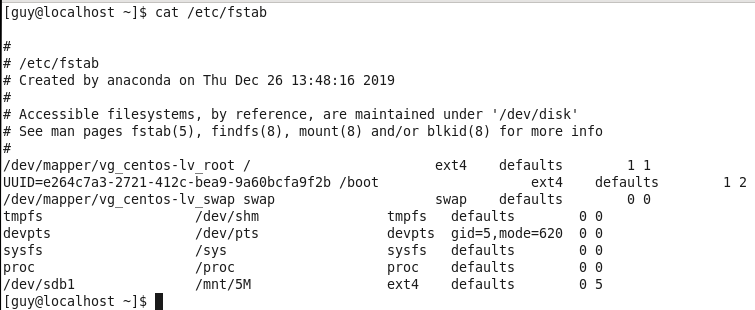 [guy@localhost ~]$ cat /etc/fstab
#
# /etc/fstab
# Created by anaconda on Thu Dec 26 13:48:16 2019
#
# Accessible filesystems, by reference, are maintained under '/dev/disk'
# See man pages fstab(5), findfs(8), mount(8) and/or blkid(8) for more info
#
/dev/mapper/vg_centos-lv_root /                       ext4    defaults        1 1
UUID=e264c7a3-2721-412c-bea9-9a60bcfa9f2b /boot                   ext4    defaults        1 2
/dev/mapper/vg_centos-lv_swap swap                    swap    defaults        0 0
tmpfs                   /dev/shm                tmpfs   defaults        0 0
devpts                  /dev/pts                devpts  gid=5,mode=620  0 0
sysfs                   /sys                    sysfs   defaults        0 0
proc                    /proc                   proc    defaults        0 0
/dev/sdb1               /mnt/5M                 ext4    defaults        0 5
[guy@localhost ~]$